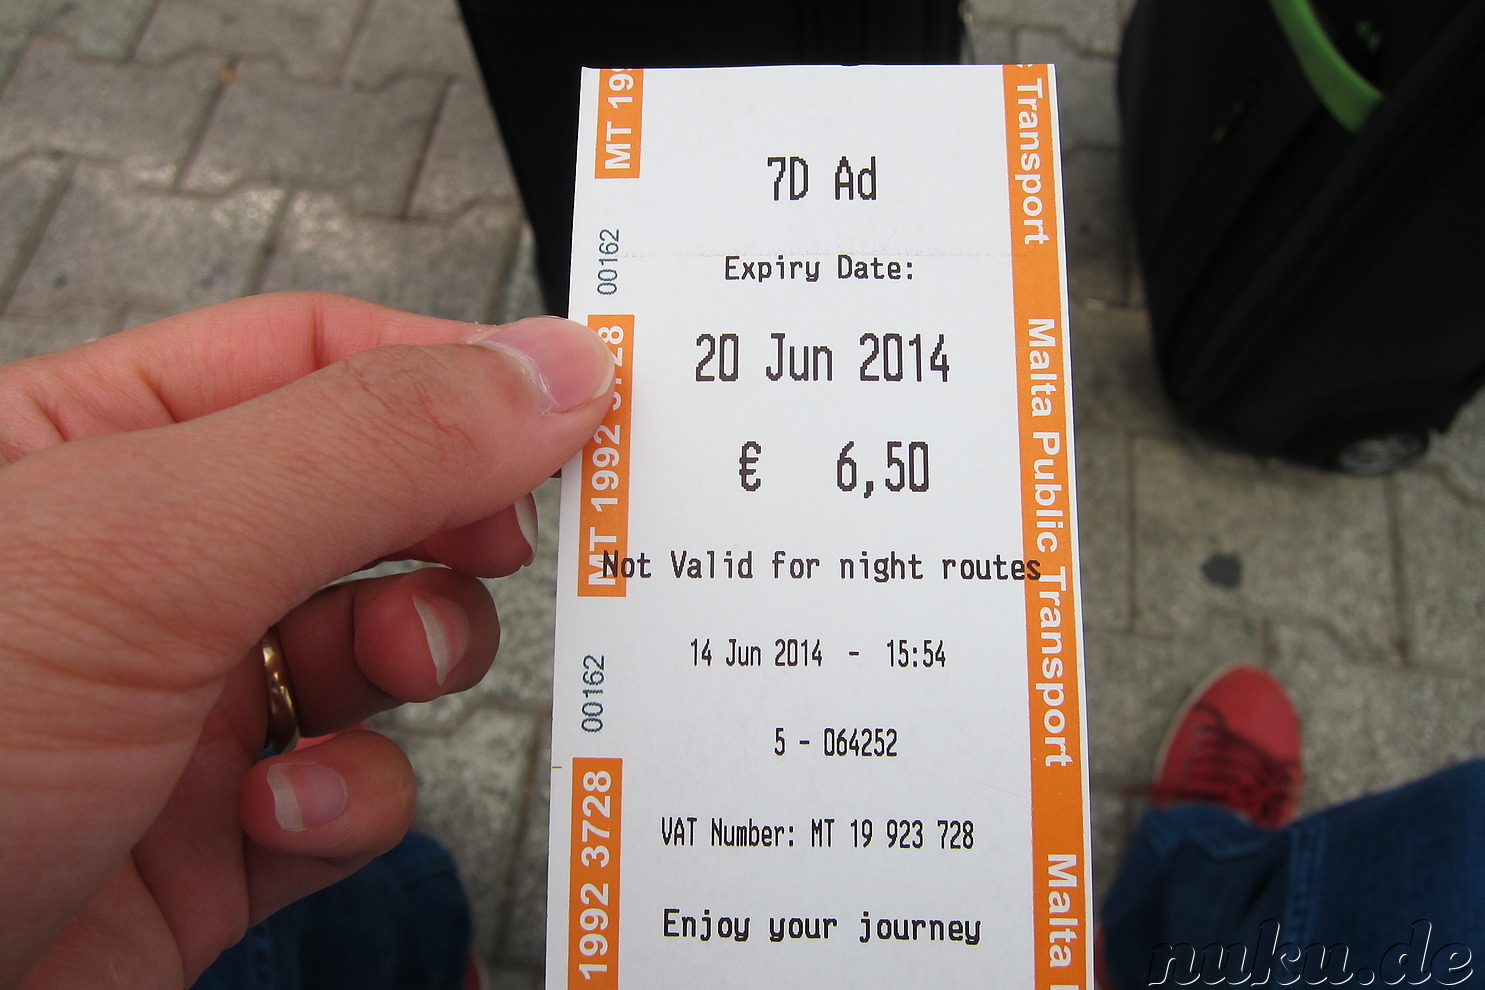 7D Ad
Expiry Date:
20 Jun 2014
€ 6,50
Not Valid for night routes
14 Jun 2014 - 15:54
5 - 064252
VAT Number: MT 19 923 728
Enjoy your journey
MT
00162
MT 1992
00162
1992 3728
Transport
Malta Public Transport
Malta
nuku.de